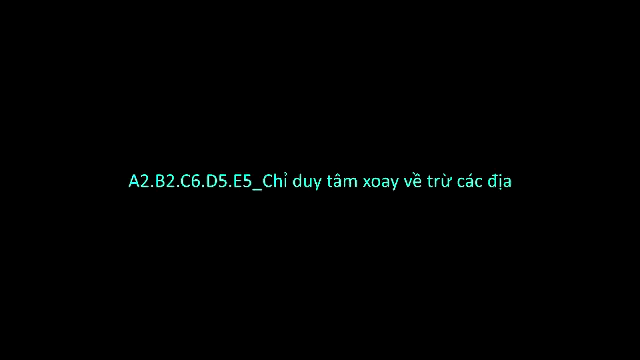 A2.B2.C6.D5.E5_Chỉ duy tâm xoay về trừ các địa